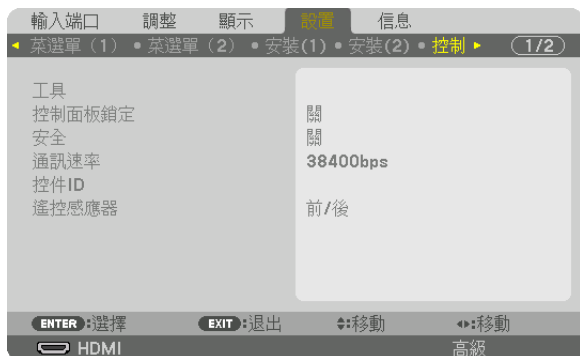 輸入端口 調整 顯示 設置 信息
◂ 菜選單（1） ● 菜選單（2） ● 安裝(1) ● 安裝(2) ● 控制 ▸ 1/2
工具
控制面板鎖定 關
安全 關
通訊速率 38400bps
控件ID
遙控感應器 前/後
ENTER:選擇 EXIT:退出 ◆:移動 ◂▸:移動
HDMI 高級